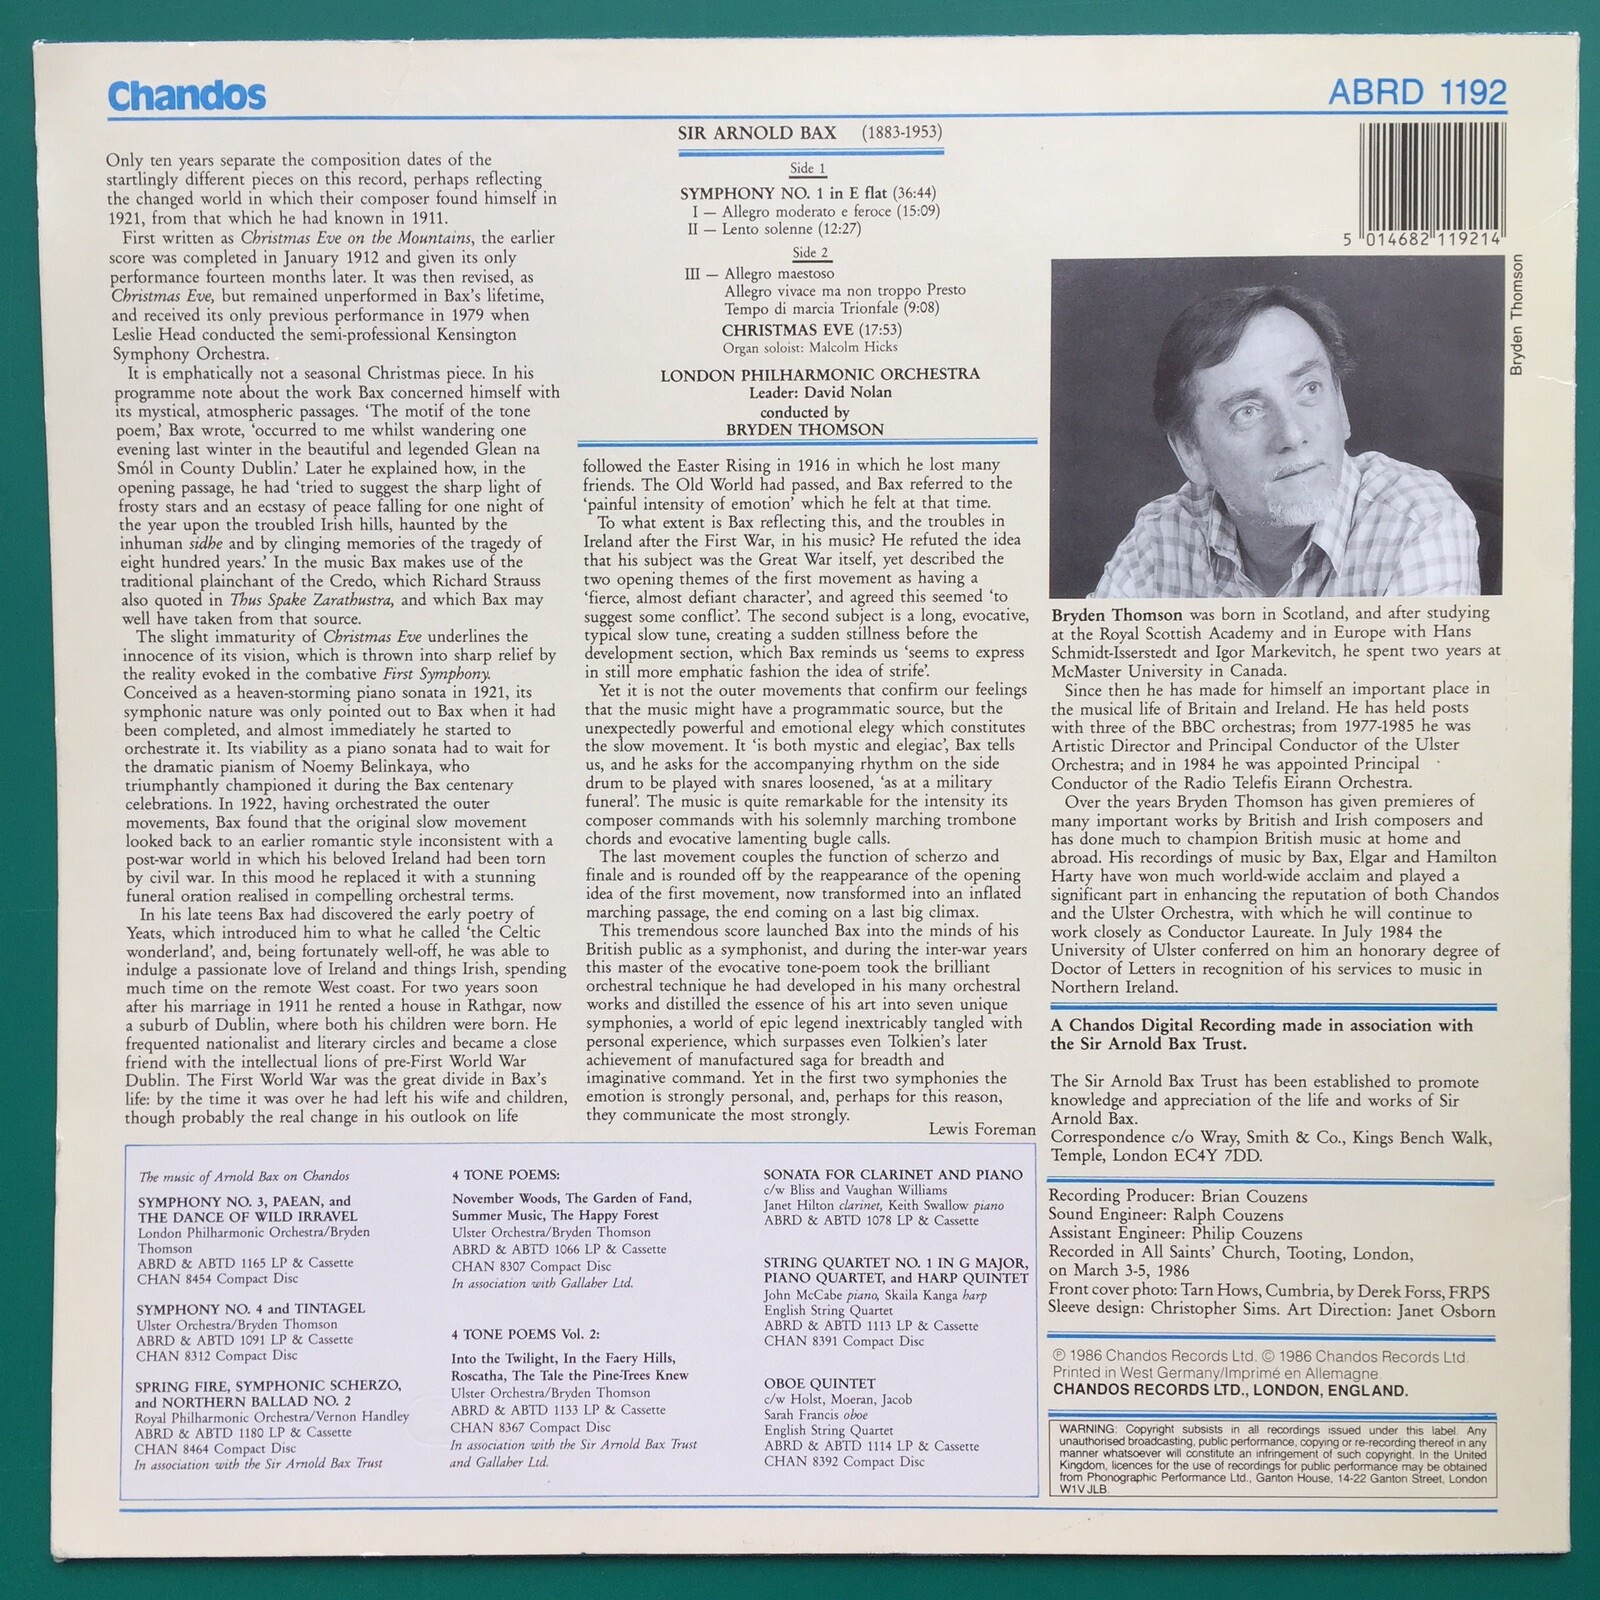 Chandos
ABRD 1192
Only ten years separate the composition dates of the
startlingly different pieces on this record, perhaps reflecting
the changed world in which their composer found himself in
1921, from that which he had known in 1911.
First written as Christmas Eve on the Mountains, the earlier
score was completed in January 1912 and given its only
performance fourteen months later. It was then revised, as
Christmas Eve, but remained unperformed in Bax's lifetime,
and received its only previous performance in 1979 when
Leslie Head conducted the semi-professional Kensington
Symphony Orchestra.
It is emphatically not a seasonal Christmas piece. In his
programme note about the work Bax concerned himself with
its mystical, atmospheric passages. 'The motif of the tone
poem,' Bax wrote, 'occurred to me whilst wandering one
evening last winter in the beautiful and legended Glean na
Smól in County Dublin.' Later he explained how, in the
opening passage, he had 'tried to suggest the sharp light of
frosty stars and an ecstasy of peace falling for one night of
the year upon the troubled Irish hills, haunted by the
inhuman sidhe and by clinging memories of the tragedy of
eight hundred years.' In the music Bax makes use of the
traditional plainchant of the Credo, which Richard Strauss
also quoted in Thus Spake Zarathustra, and which Bax may
well have taken from that source.
The slight immaturity of Christmas Eve underlines the
innocence of its vision, which is thrown into sharp relief by
the reality evoked in the combative First Symphony.
Conceived as a heaven-storming piano sonata in 1921, its
symphonic nature was only pointed out to Bax when it had
been completed, and almost immediately he started to
orchestrate it. Its viability as a piano sonata had to wait for
the dramatic pianism of Noemy Belinkaya, who
triumphantly championed it during the Bax centenary
celebrations. In 1922, having orchestrated the outer
movements, Bax found that the original slow movement
looked back to an earlier romantic style inconsistent with a
post-war world in which his beloved Ireland had been torn
by civil war. In this mood he replaced it with a stunning
funeral oration realised in compelling orchestral terms.
In his late teens Bax had discovered the early poetry of
Yeats, which introduced him to what he called 'the Celtic
wonderland', and, being fortunately well-off, he was able to
indulge a passionate love of Ireland and things Irish, spending
much time on the remote West coast. For two years soon
after his marriage in 1911 he rented a house in Rathgar, now
a suburb of Dublin, where both his children were born. He
frequented nationalist and literary circles and became a close
friend with the intellectual lions of pre-First World War
Dublin. The First World War was the great divide in Bax's
life: by the time it was over he had left his wife and children,
though probably the real change in his outlook on life
SIR ARNOLD BAX (1883-1953)
Side 1
SYMPHONY NO. 1 in E flat (36:44)
I — Allegro moderato e feroce (15:09)
II — Lento solenne (12:27)
Side 2
III — Allegro maestoso
Allegro vivace ma non troppo Presto
Tempo di marcia Trionfale (9:08)
CHRISTMAS EVE (17:53)
Organ soloist: Malcolm Hicks
LONDON PHILHARMONIC ORCHESTRA
Leader: David Nolan
conducted by
BRYDEN THOMSON
followed the Easter Rising in 1916 in which he lost many
friends. The Old World had passed, and Bax referred to the
'painful intensity of emotion' which he felt at that time.
To what extent is Bax reflecting this, and the troubles in
Ireland after the First War, in his music? He refuted the idea
that his subject was the Great War itself, yet described the
two opening themes of the first movement as having a
'fierce, almost defiant character', and agreed this seemed 'to
suggest some conflict'. The second subject is a long, evocative,
typical slow tune, creating a sudden stillness before the
development section, which Bax reminds us 'seems to express
in still more emphatic fashion the idea of strife'.
Yet it is not the outer movements that confirm our feelings
that the music might have a programmatic source, but the
unexpectedly powerful and emotional elegy which constitutes
the slow movement. It 'is both mystic and elegiac', Bax tells
us, and he asks for the accompanying rhythm on the side
drum to be played with snares loosened, 'as at a military
funeral'. The music is quite remarkable for the intensity its
composer commands with his solemnly marching trombone
chords and evocative lamenting bugle calls.
The last movement couples the function of scherzo and
finale and is rounded off by the reappearance of the opening
idea of the first movement, now transformed into an inflated
marching passage, the end coming on a last big climax.
This tremendous score launched Bax into the minds of his
British public as a symphonist, and during the inter-war years
this master of the evocative tone-poem took the brilliant
orchestral technique he had developed in his many orchestral
works and distilled the essence of his art into seven unique
symphonies, a world of epic legend inextricably tangled with
personal experience, which surpasses even Tolkien's later
achievement of manufactured saga for breadth and
imaginative command. Yet in the first two symphonies the
emotion is strongly personal, and, perhaps for this reason,
they communicate the most strongly.
Lewis Foreman
5 014682 119214
Bryden Thomson
Bryden Thomson was born in Scotland, and after studying
at the Royal Scottish Academy and in Europe with Hans
Schmidt-Isserstedt and Igor Markevitch, he spent two years at
McMaster University in Canada.
Since then he has made for himself an important place in
the musical life of Britain and Ireland. He has held posts
with three of the BBC orchestras; from 1977-1985 he was
Artistic Director and Principal Conductor of the Ulster
Orchestra; and in 1984 he was appointed Principal
Conductor of the Radio Telefis Eirann Orchestra.
Over the years Bryden Thomson has given premieres of
many important works by British and Irish composers and
has done much to champion British music at home and
abroad. His recordings of music by Bax, Elgar and Hamilton
Harty have won much world-wide acclaim and played a
significant part in enhancing the reputation of both Chandos
and the Ulster Orchestra, with which he will continue to
work closely as Conductor Laureate. In July 1984 the
University of Ulster conferred on him an honorary degree of
Doctor of Letters in recognition of his services to music in
Northern Ireland.
A Chandos Digital Recording made in association with
the Sir Arnold Bax Trust.
The Sir Arnold Bax Trust has been established to promote
knowledge and appreciation of the life and works of Sir
Arnold Bax.
Correspondence c/o Wray, Smith & Co., Kings Bench Walk,
Temple, London EC4Y 7DD.
Recording Producer: Brian Couzens
Sound Engineer: Ralph Couzens
Assistant Engineer: Philip Couzens
Recorded in All Saints' Church, Tooting, London,
on March 3-5, 1986
Front cover photo: Tarn Hows, Cumbria, by Derek Forss, FRPS
Sleeve design: Christopher Sims. Art Direction: Janet Osborn
℗ 1986 Chandos Records Ltd. © 1986 Chandos Records Ltd.
Printed in West Germany/Imprimé en Allemagne.
CHANDOS RECORDS LTD., LONDON, ENGLAND.
WARNING: Copyright subsists in all recordings issued under this label. Any
unauthorised broadcasting, public performance, copying or re-recording thereof in any
manner whatsoever will constitute an infringement of such copyright. In the United
Kingdom, licences for the use of recordings for public performance may be obtained
from Phonographic Performance Ltd., Ganton House, 14-22 Ganton Street, London
W1V JLB.
The music of Arnold Bax on Chandos
SYMPHONY NO. 3, PAEAN, and
THE DANCE OF WILD IRRAVEL
London Philharmonic Orchestra/Bryden
Thomson
ABRD & ABTD 1165 LP & Cassette
CHAN 8454 Compact Disc
SYMPHONY NO. 4 and TINTAGEL
Ulster Orchestra/Bryden Thomson
ABRD & ABTD 1091 LP & Cassette
CHAN 8312 Compact Disc
SPRING FIRE, SYMPHONIC SCHERZO,
and NORTHERN BALLAD NO. 2
Royal Philharmonic Orchestra/Vernon Handley
ABRD & ABTD 1180 LP & Cassette
CHAN 8464 Compact Disc
In association with the Sir Arnold Bax Trust
4 TONE POEMS:
November Woods, The Garden of Fand,
Summer Music, The Happy Forest
Ulster Orchestra/Bryden Thomson
ABRD & ABTD 1066 LP & Cassette
CHAN 8307 Compact Disc
In association with Gallaher Ltd.
4 TONE POEMS Vol. 2:
Into the Twilight, In the Faery Hills,
Roscatha, The Tale the Pine-Trees Knew
Ulster Orchestra/Bryden Thomson
ABRD & ABTD 1133 LP & Cassette
CHAN 8367 Compact Disc
In association with the Sir Arnold Bax Trust
and Gallaher Ltd.
SONATA FOR CLARINET AND PIANO
c/w Bliss and Vaughan Williams
Janet Hilton clarinet, Keith Swallow piano
ABRD & ABTD 1078 LP & Cassette
STRING QUARTET NO. 1 IN G MAJOR,
PIANO QUARTET, and HARP QUINTET
John McCabe piano, Skaila Kanga harp
English String Quartet
ABRD & ABTD 1113 LP & Cassette
CHAN 8391 Compact Disc
OBOE QUINTET
c/w Holst, Moeran, Jacob
Sarah Francis oboe
English String Quartet
ABRD & ABTD 1114 LP & Cassette
CHAN 8392 Compact Disc